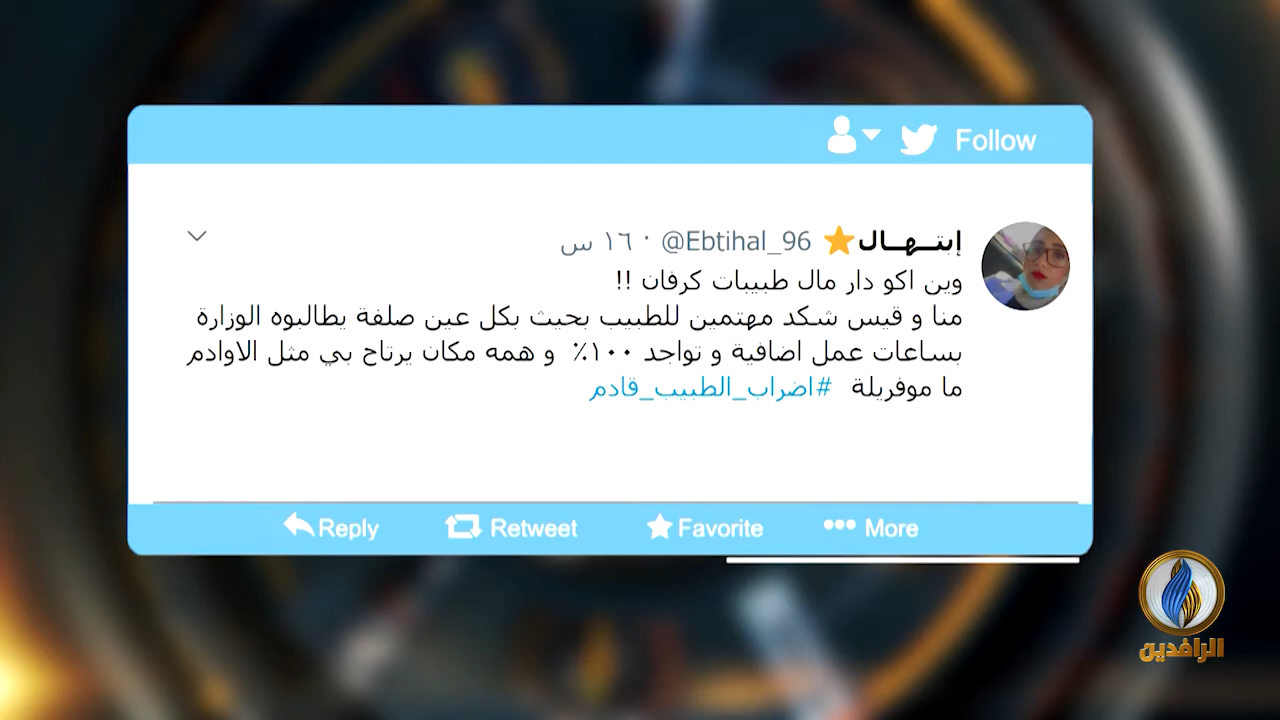 Follow
إبتــهــال⭐ @Ebtihal_96 · ١٦ س
وين اكو دار مال طبيبات كرفان !!
منا و قيس شكد مهتمين للطبيب بحيث بكل عين صلفة يطالبوه الوزارة
بساعات عمل اضافية و تواجد ١٠٠٪ و همه مكان يرتاح بي مثل الاوادم
ما موفريلة #اضراب_الطبيب_قادم
Reply Retweet Favorite More
الرافدين